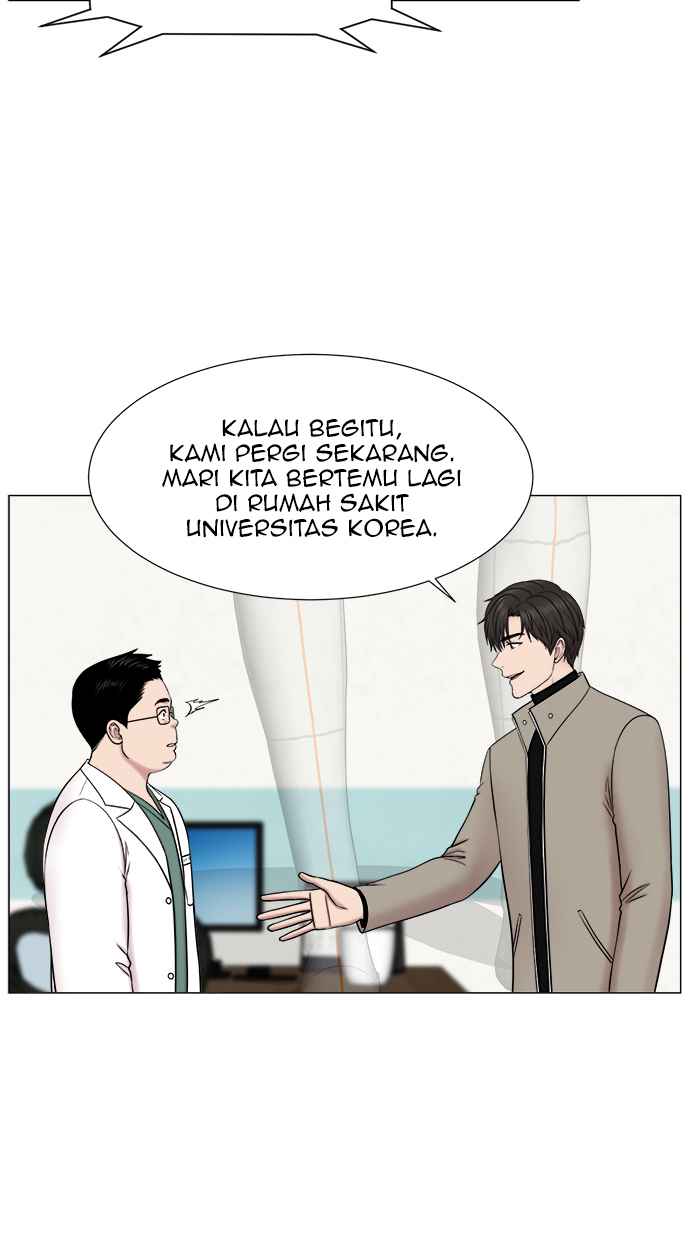 KALAU BEGITU,
KAMI PERGI SEKARANG.
MARI KITA BERTEMU LAGI
DI RUMAH SAKIT
UNIVERSITAS KOREA.